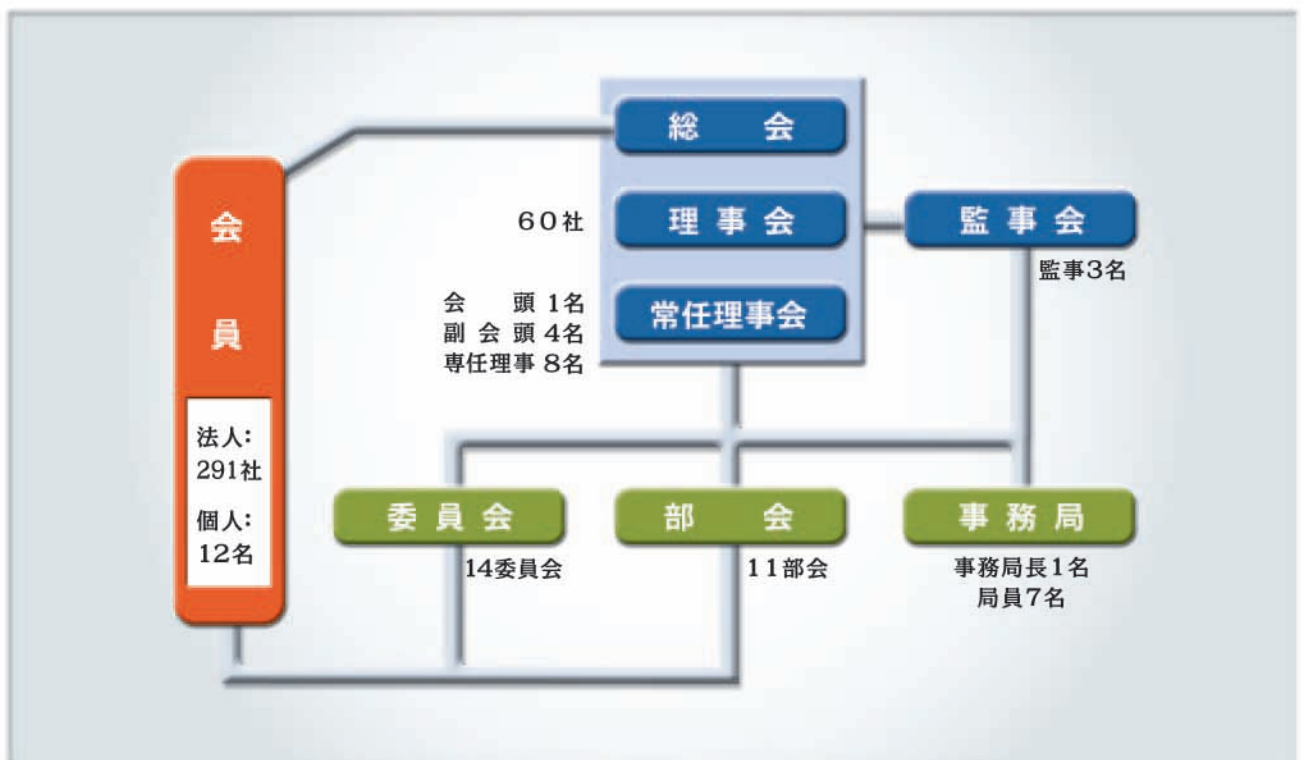 会員
法人:
291社
個人:
12名
総会
60社
理事会
会頭 1名
副会頭 4名
専任理事 8名
常任理事会
監事会
監事3名
委員会
14委員会
部会
11部会
事務局
事務局長1名
局員7名